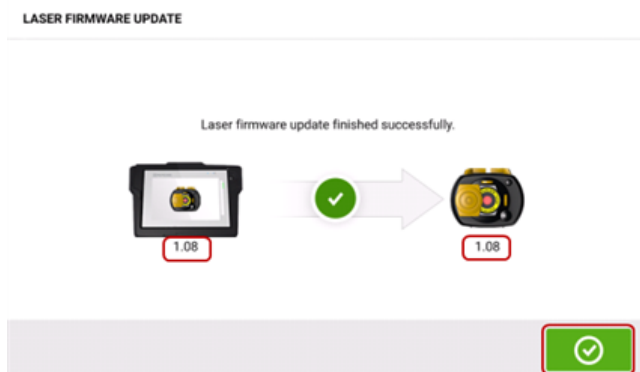 LASER FIRMWARE UPDATE
Laser firmware update finished successfully.
1.08
1.08